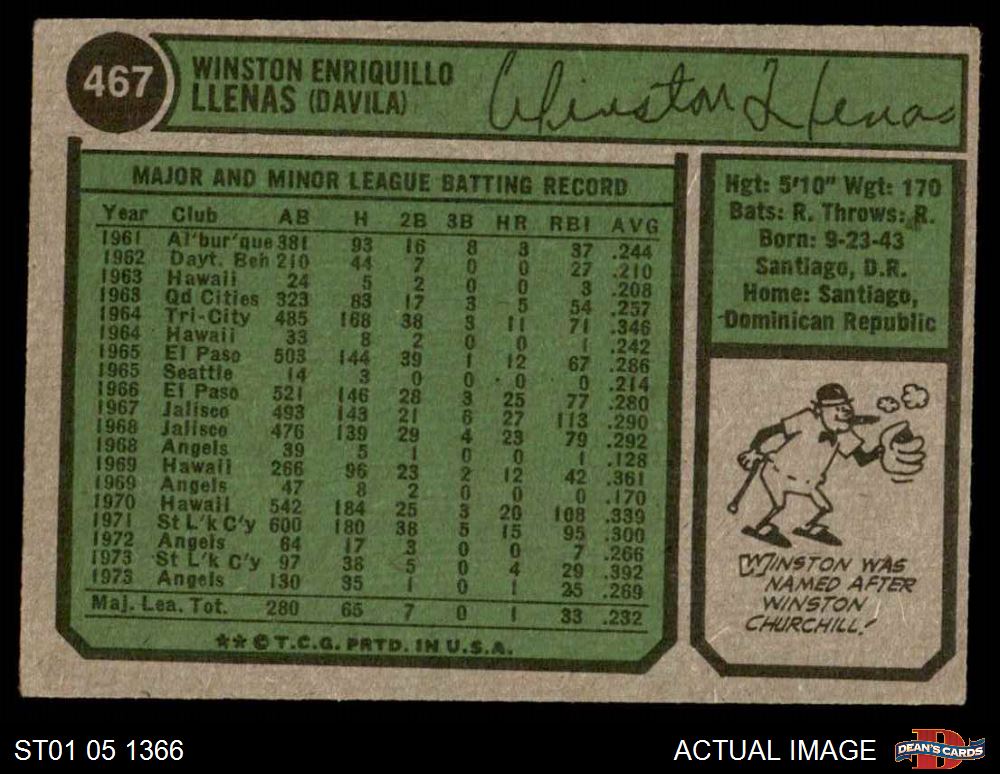 467
WINSTON ENRIQUILLO
LLENAS (DAVILA)
Winston Llenas
MAJOR AND MINOR LEAGUE BATTING RECORD
Year Club AB H 2B 3B HR RBI AVG
1961 Al'bur'que 381 93 16 8 3 37 .244
1962 Dayt. Beh 210 44 7 0 0 27 .210
1963 Hawaii 24 5 2 0 0 3 .208
1963 Qd Cities 323 83 17 3 5 54 .257
1964 Tri-City 485 168 38 3 11 71 .346
1964 Hawaii 33 8 2 0 0 1 .242
1965 El Paso 503 144 39 1 12 67 .286
1965 Seattle 14 3 0 0 0 0 .214
1966 El Paso 521 146 28 3 25 77 .280
1967 Jalisco 493 143 21 6 27 113 .290
1968 Jalisco 476 139 29 4 23 79 .292
1968 Angels 39 5 1 0 0 1 .128
1969 Hawaii 266 96 23 2 12 42 .361
1969 Angels 47 8 2 0 0 0 .170
1970 Hawaii 542 184 25 3 20 108 .339
1971 St L'k C'y 600 180 38 5 15 95 .300
1972 Angels 64 17 3 0 0 7 .266
1973 St L'k C'y 97 38 5 0 4 29 .392
1973 Angels 130 35 1 0 1 25 .269
Maj. Lea. Tot. 280 65 7 0 1 33 .232
**© T.C.G. PRTD. IN U.S.A.
Hgt: 5'10" Wgt: 170
Bats: R. Throws: R.
Born: 9-23-43
Santiago, D.R.
Home: Santiago,
Dominican Republic
WINSTON WAS
NAMED AFTER
WINSTON
CHURCHILL!
ST01 05 1366
ACTUAL IMAGE
DEAN'S CARDS